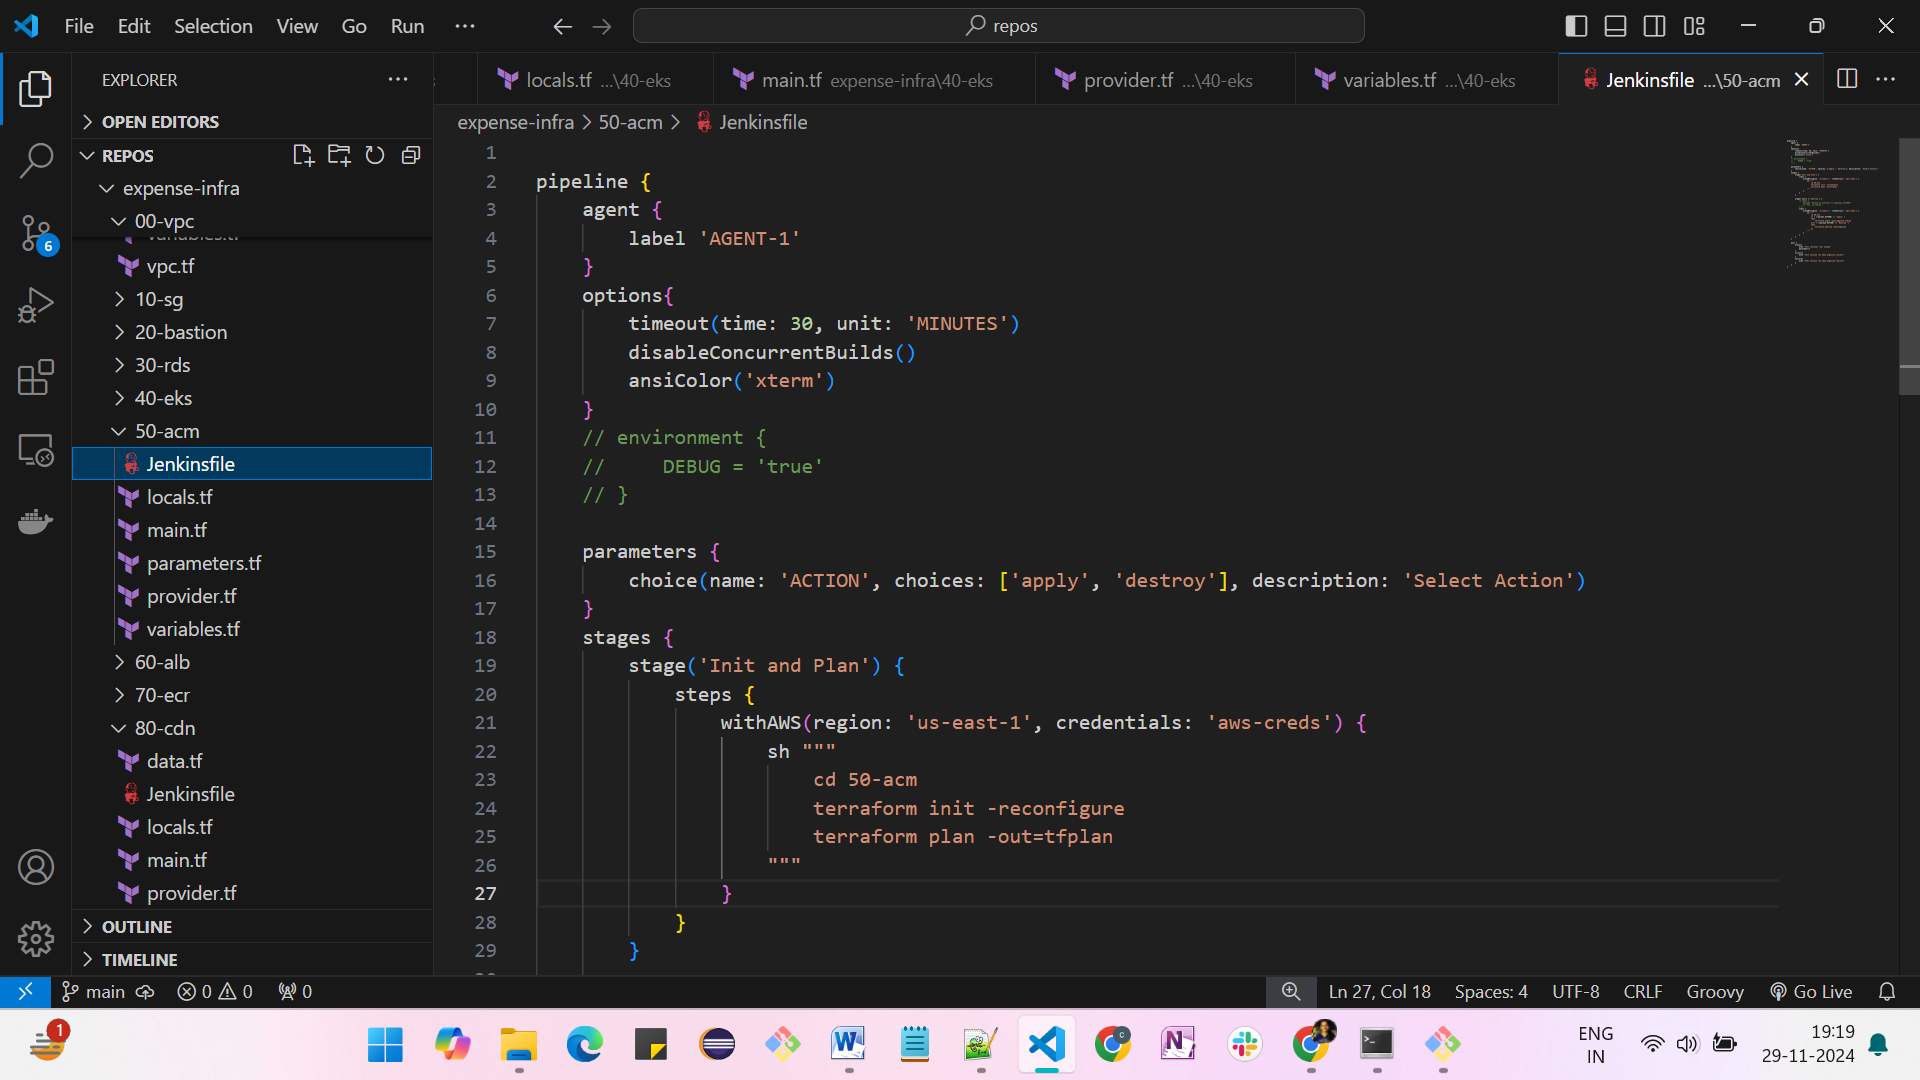 File Edit Selection View Go Run ···
repos
EXPLORER
OPEN EDITORS
REPOS
expense-infra
00-vpc
variables.tf
vpc.tf
10-sg
20-bastion
30-rds
40-eks
50-acm
Jenkinsfile
locals.tf
main.tf
parameters.tf
provider.tf
variables.tf
60-alb
70-ecr
80-cdn
data.tf
Jenkinsfile
locals.tf
main.tf
provider.tf
OUTLINE
TIMELINE
6
locals.tf ...\40-eks
main.tf expense-infra\40-eks
provider.tf ...\40-eks
variables.tf ...\40-eks
Jenkinsfile ...\50-acm
expense-infra > 50-acm > Jenkinsfile
1
2 pipeline {
3 agent {
4 label 'AGENT-1'
5 }
6 options{
7 timeout(time: 30, unit: 'MINUTES')
8 disableConcurrentBuilds()
9 ansiColor('xterm')
10 }
11 // environment {
12 // DEBUG = 'true'
13 // }
14
15 parameters {
16 choice(name: 'ACTION', choices: ['apply', 'destroy'], description: 'Select Action')
17 }
18 stages {
19 stage('Init and Plan') {
20 steps {
21 withAWS(region: 'us-east-1', credentials: 'aws-creds') {
22 sh """
23 cd 50-acm
24 terraform init -reconfigure
25 terraform plan -out=tfplan
26 """
27 }
28 }
29 }
main 0 0 0
Ln 27, Col 18 Spaces: 4 UTF-8 CRLF Groovy Go Live
1
ENG
IN
19:19
29-11-2024